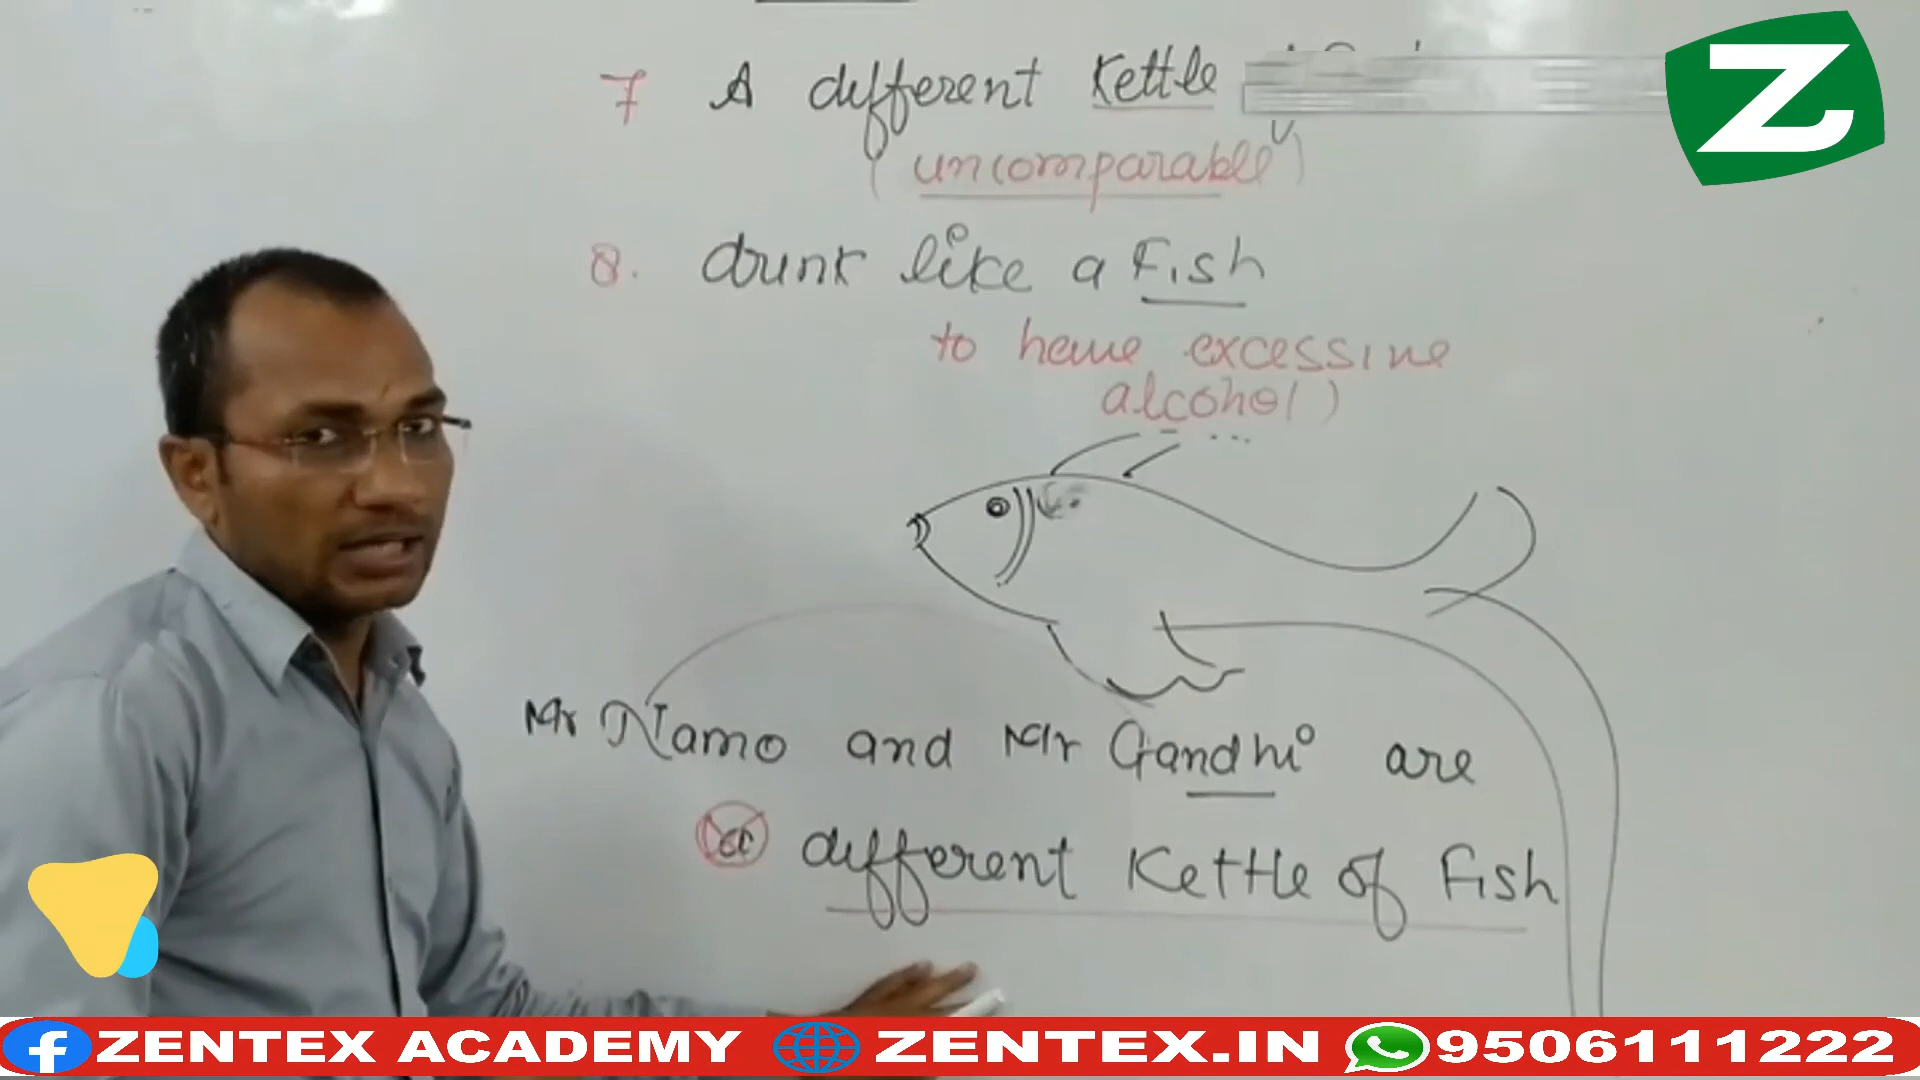 7 A different Kettle
(uncomparable)
8. drunk like a Fish
to have excessive
alcohol)
Mr Namo and Mr Gandhi are
a different Kettle of Fish
Z
f ZENTEX ACADEMY ZENTEX.IN 9506111222